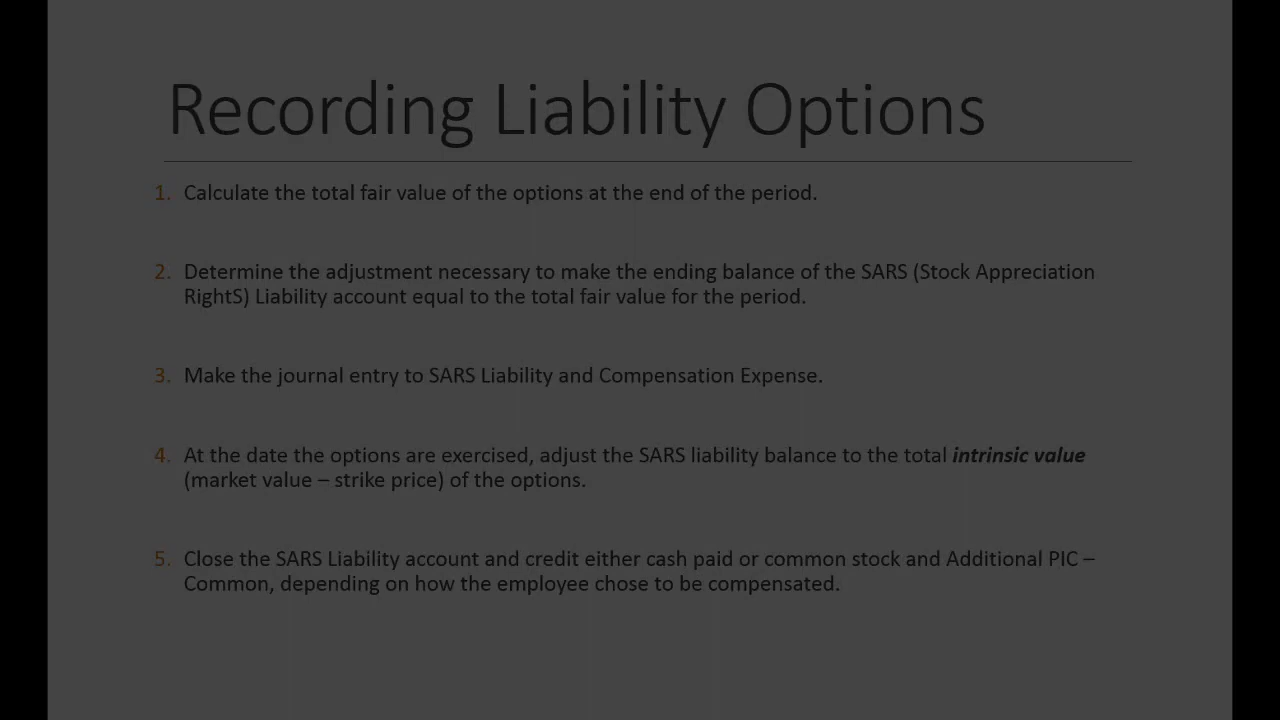 Recording Liability Options
1. Calculate the total fair value of the options at the end of the period.
2. Determine the adjustment necessary to make the ending balance of the SARS (Stock Appreciation
RightS) Liability account equal to the total fair value for the period.
3. Make the journal entry to SARS Liability and Compensation Expense.
4. At the date the options are exercised, adjust the SARS liability balance to the total intrinsic value
(market value – strike price) of the options.
5. Close the SARS Liability account and credit either cash paid or common stock and Additional PIC –
Common, depending on how the employee chose to be compensated.